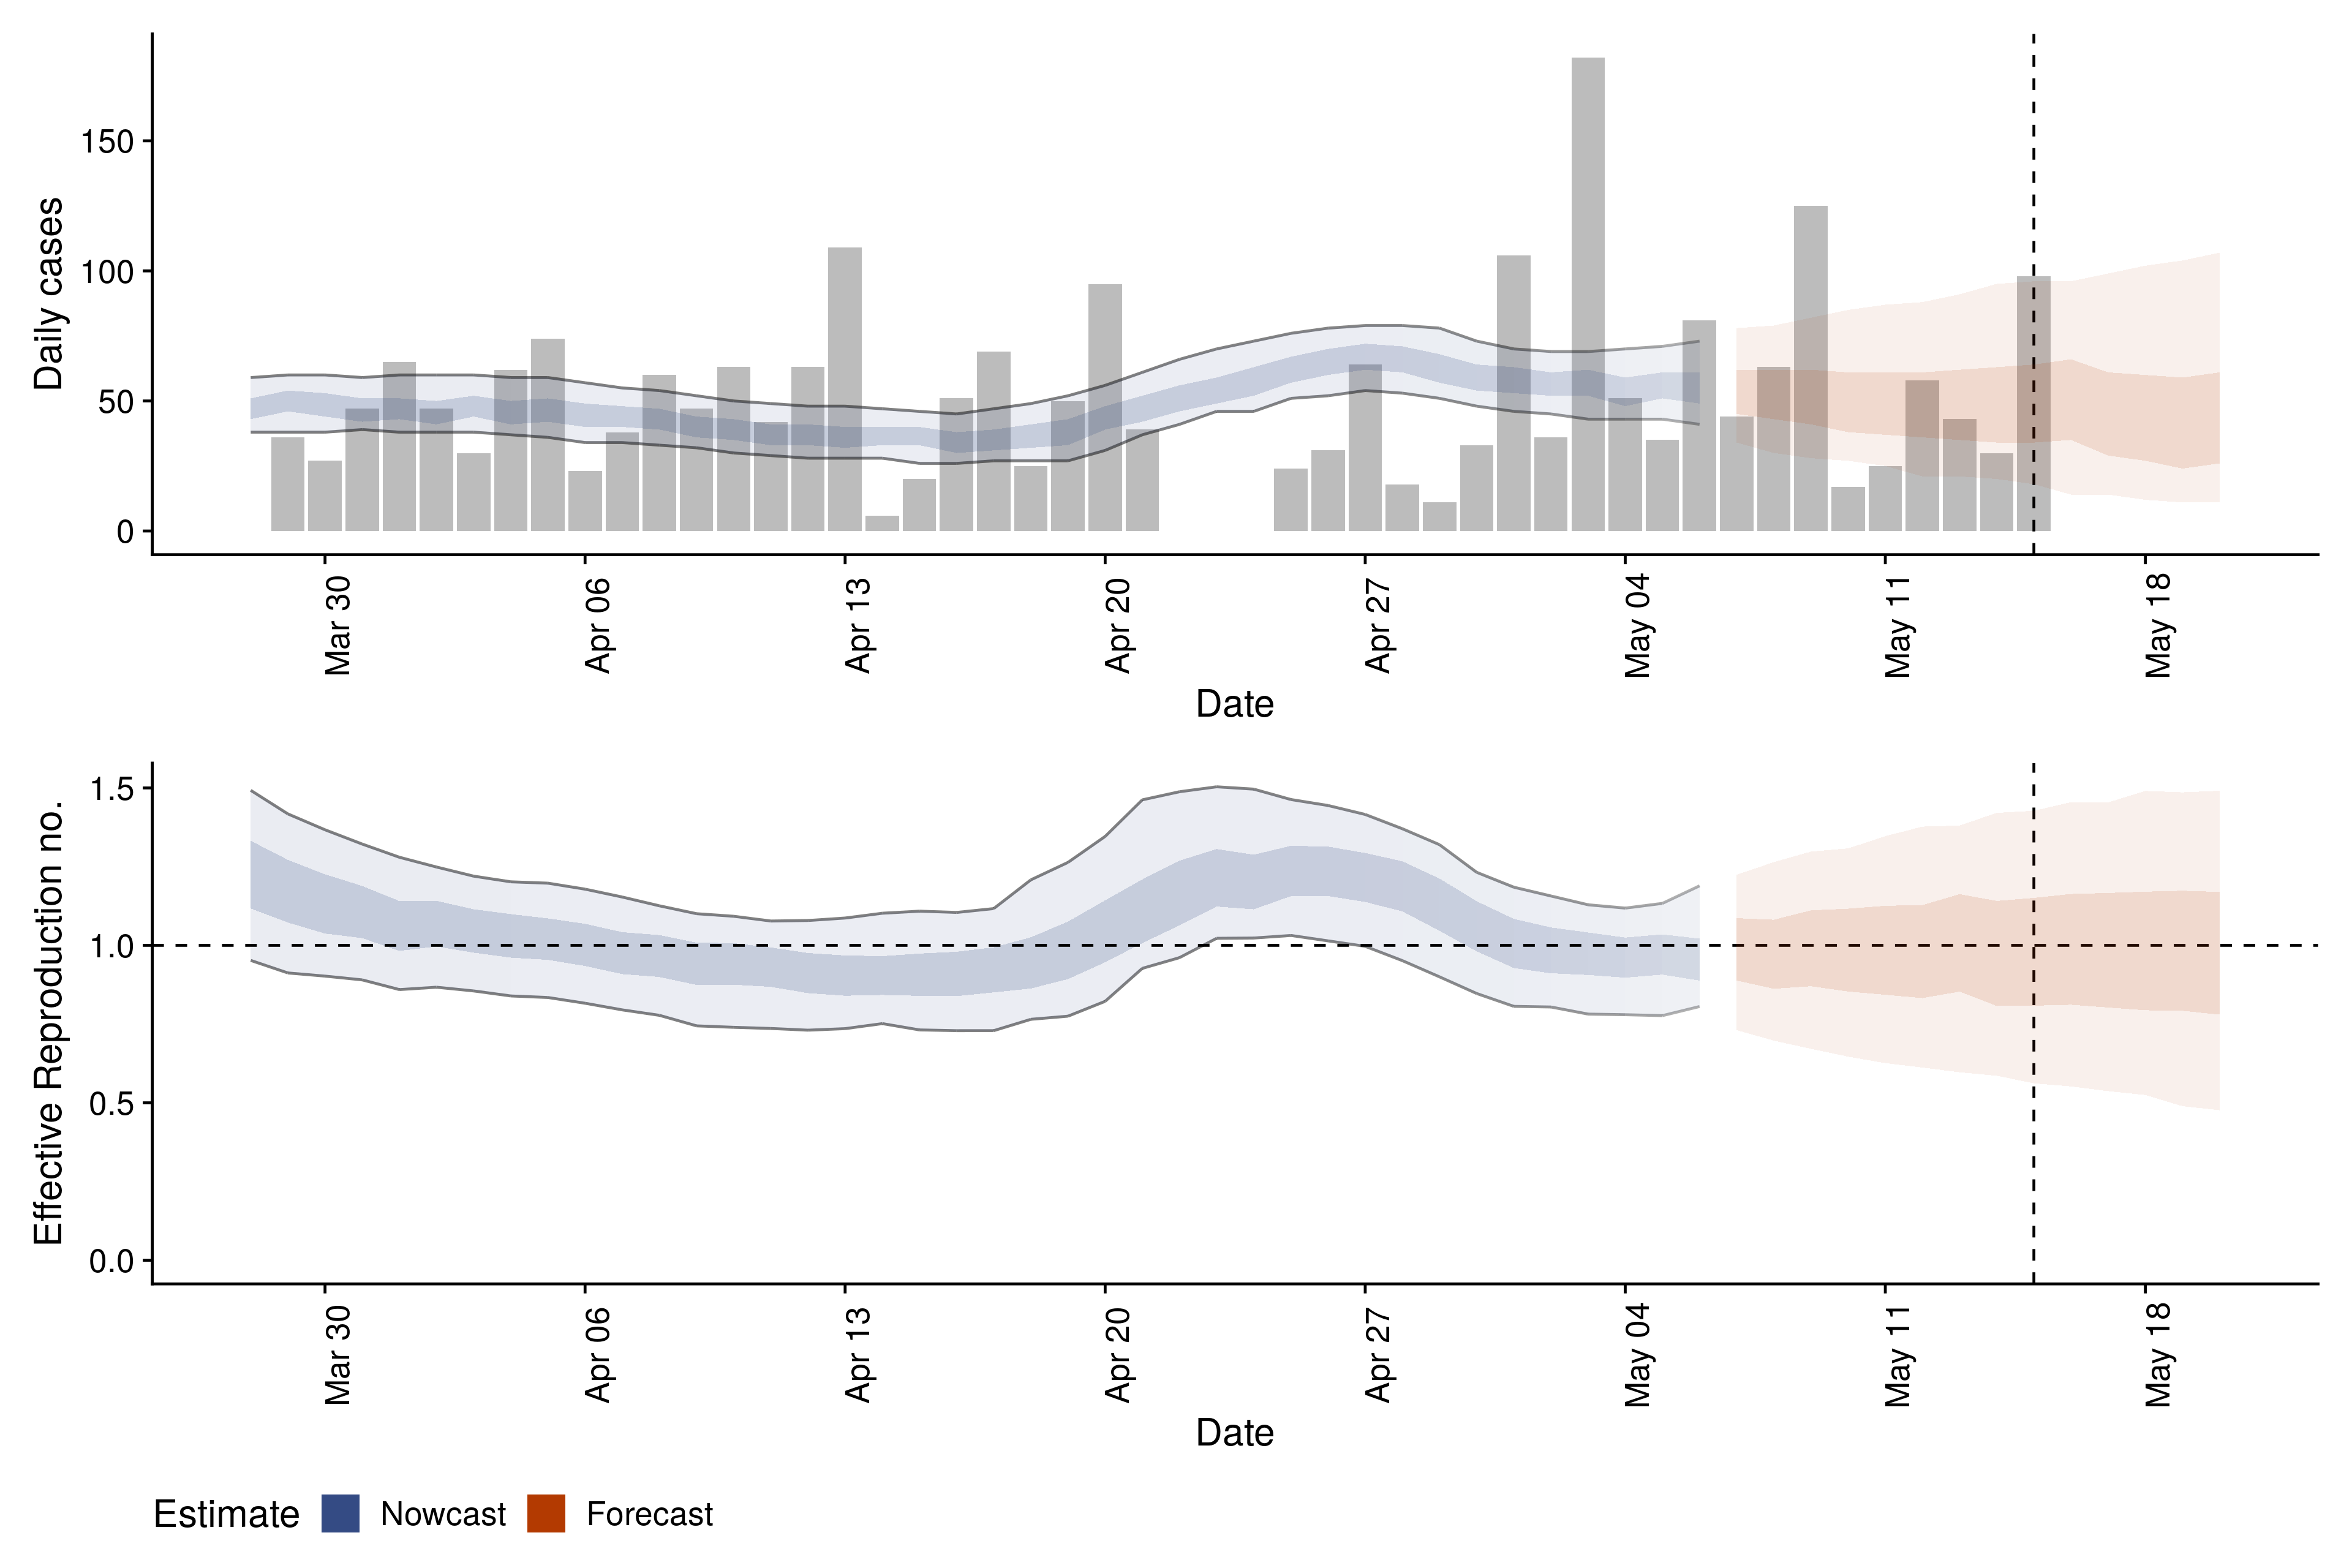 Daily cases
150
100
50
0
Mar 30
Apr 06
Apr 13
Apr 20
Apr 27
May 04
May 11
May 18
Date
Effective Reproduction no.
1.5
1.0
0.5
0.0
Mar 30
Apr 06
Apr 13
Apr 20
Apr 27
May 04
May 11
May 18
Date
Estimate Nowcast Forecast